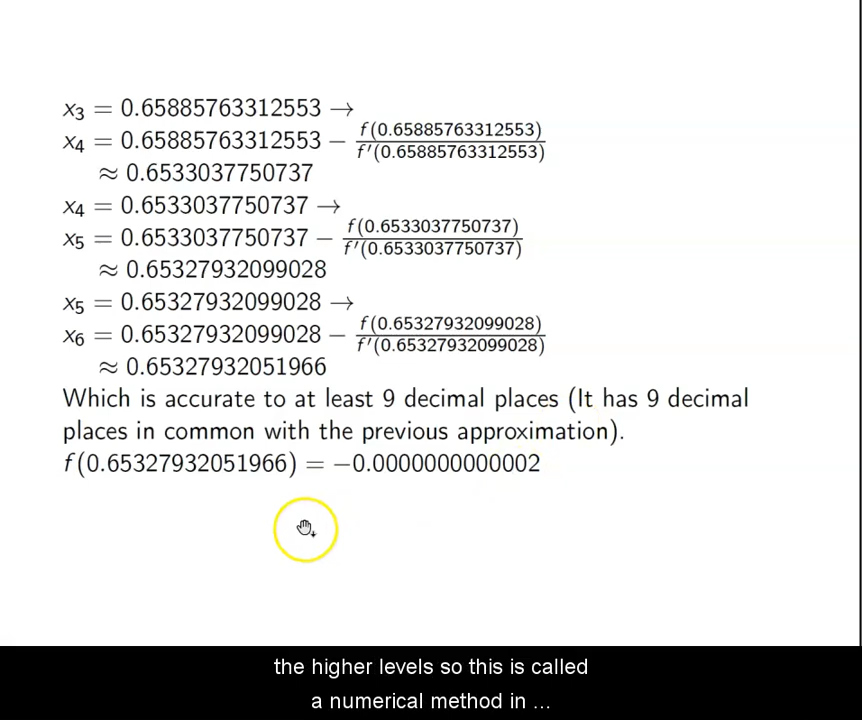 x₃ = 0.65885763312553 →
x₄ = 0.65885763312553 − f(0.65885763312553)/f′(0.65885763312553)
≈ 0.6533037750737
x₄ = 0.6533037750737 →
x₅ = 0.6533037750737 − f(0.6533037750737)/f′(0.6533037750737)
≈ 0.65327932099028
x₅ = 0.65327932099028 →
x₆ = 0.65327932099028 − f(0.65327932099028)/f′(0.65327932099028)
≈ 0.65327932051966
Which is accurate to at least 9 decimal places (It has 9 decimal
places in common with the previous approximation).
f(0.65327932051966) = −0.0000000000002
the higher levels so this is called
a numerical method in ...